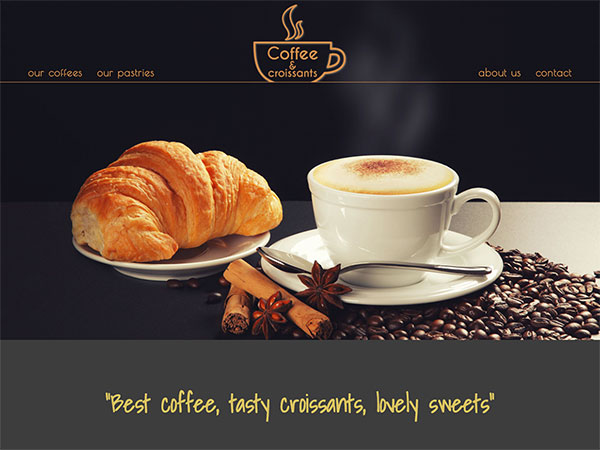 Coffee
&
croissants
our coffees our pastries about us contact
"Best coffee, tasty croissants, lovely sweets"